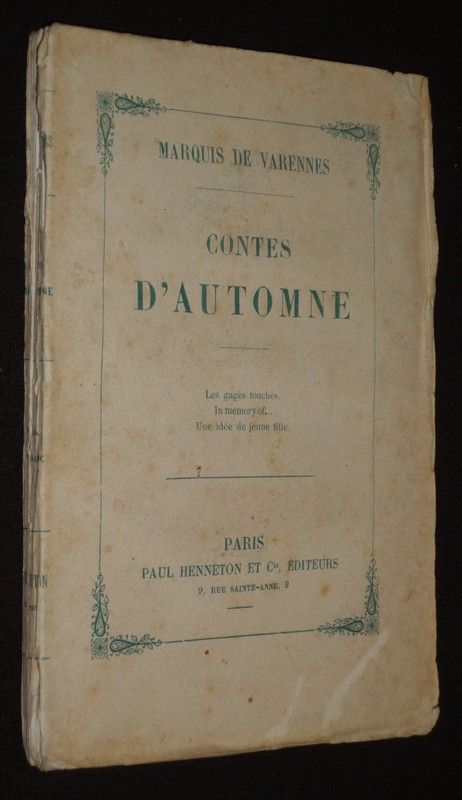 MARQUIS DE VARENNES
CONTES
D'AUTOMNE
Les gages touchés.
In memory of...
Une idée de jeune fille.
PARIS
PAUL HENNETON ET Cie, ÉDITEURS
9, RUE SAINTE-ANNE, 9